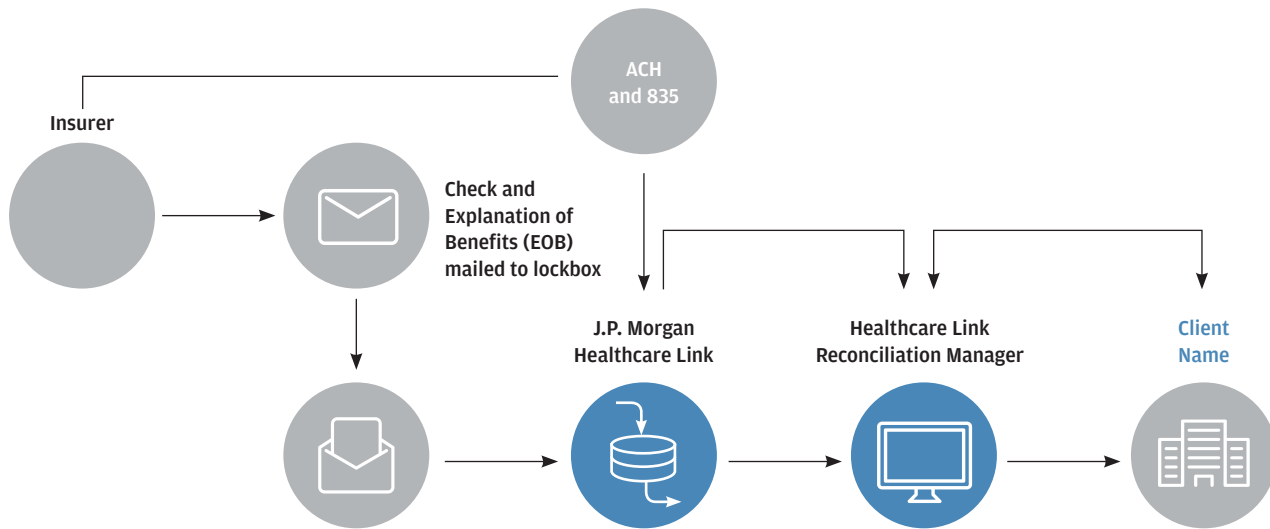 ACH
and 835
Insurer
Check and
Explanation of
Benefits (EOB)
mailed to lockbox
J.P. Morgan
Healthcare Link
Healthcare Link
Reconciliation Manager
Client
Name